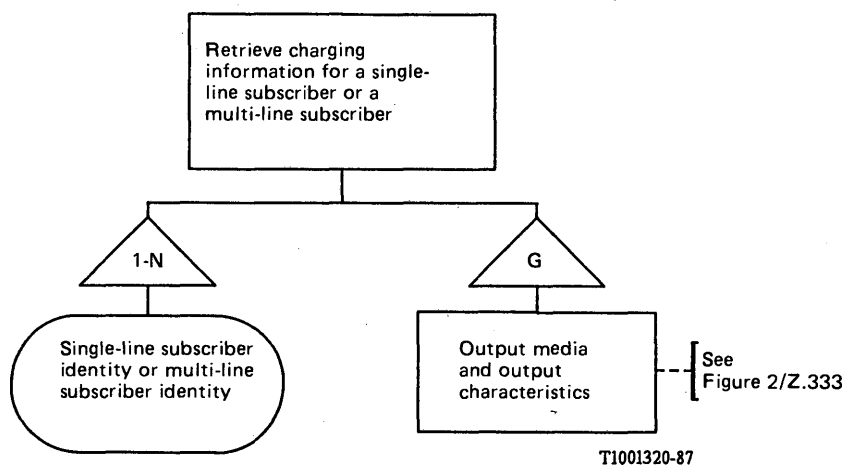 Retrieve charging
information for a single-
line subscriber or a
multi-line subscriber
1-N
G
Single-line subscriber
identity or multi-line
subscriber identity
Output media
and output
characteristics
See
Figure 2/Z.333
T1001320-87